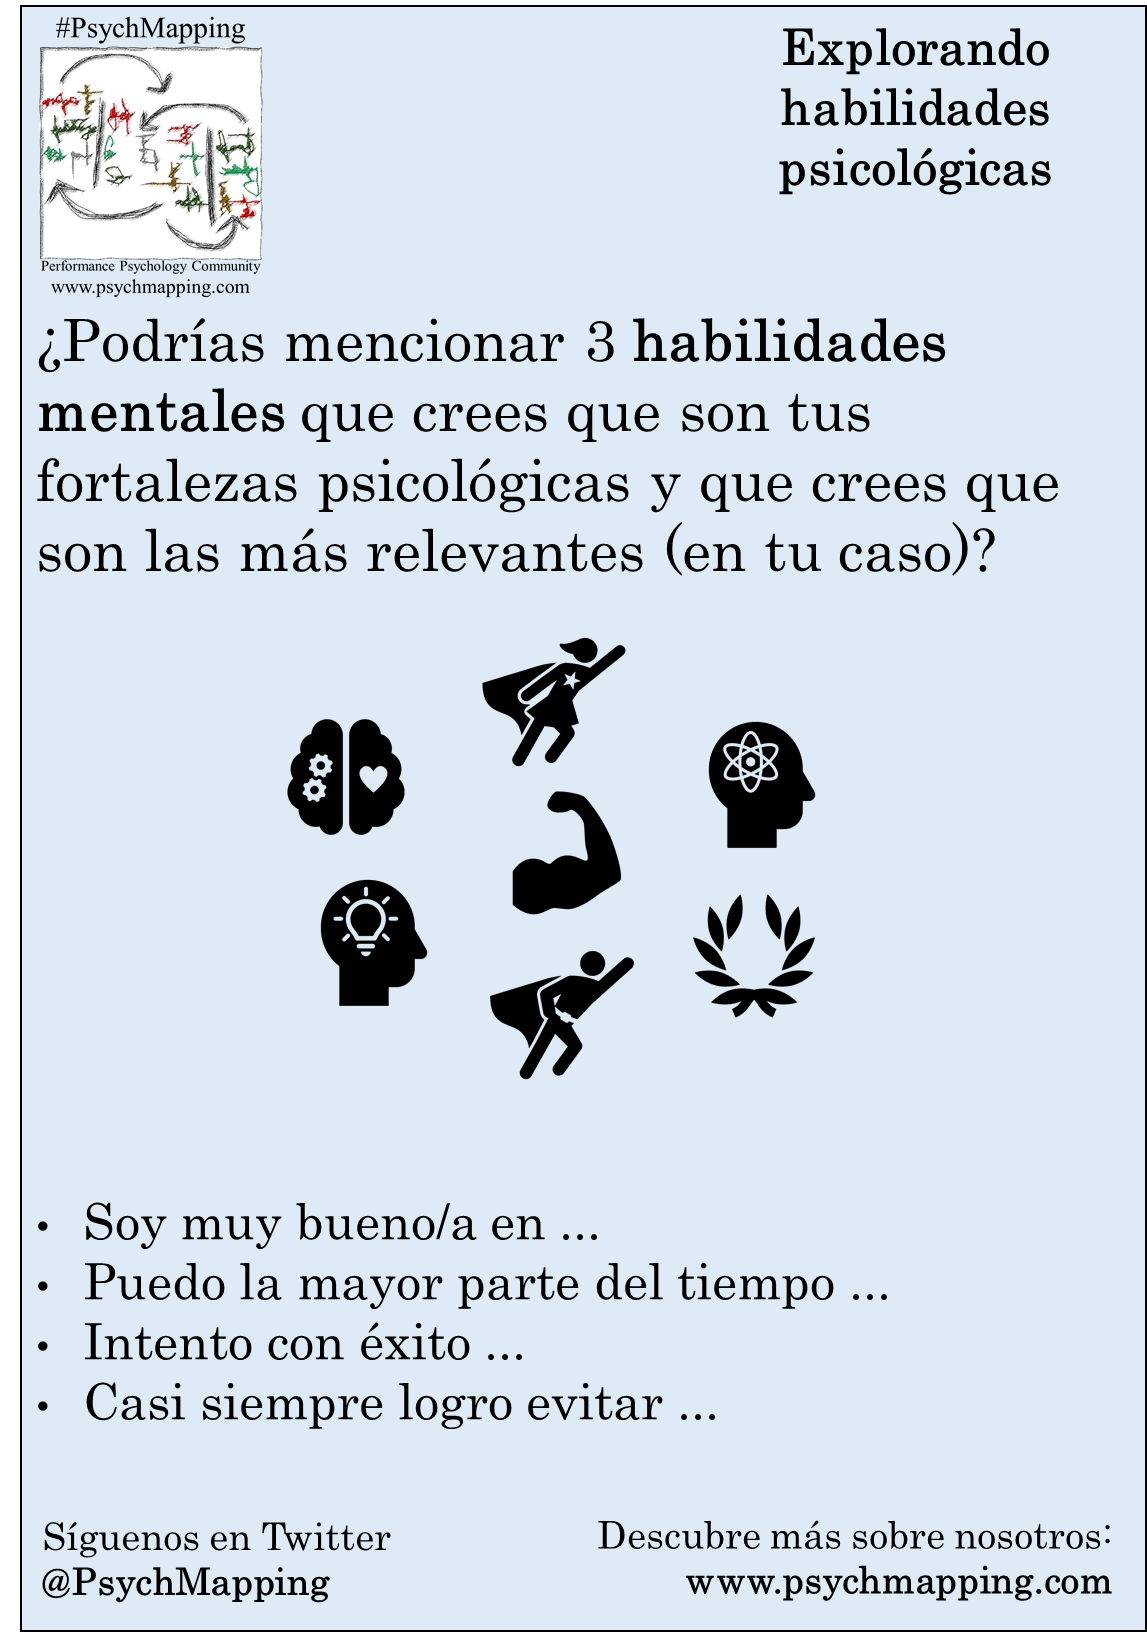 #PsychMapping
Performance Psychology Community
www.psychmapping.com
Explorando
habilidades
psicológicas
¿Podrías mencionar 3 habilidades
mentales que crees que son tus
fortalezas psicológicas y que crees que
son las más relevantes (en tu caso)?
• Soy muy bueno/a en ...
• Puedo la mayor parte del tiempo ...
• Intento con éxito ...
• Casi siempre logro evitar ...
Síguenos en Twitter
@PsychMapping
Descubre más sobre nosotros:
www.psychmapping.com